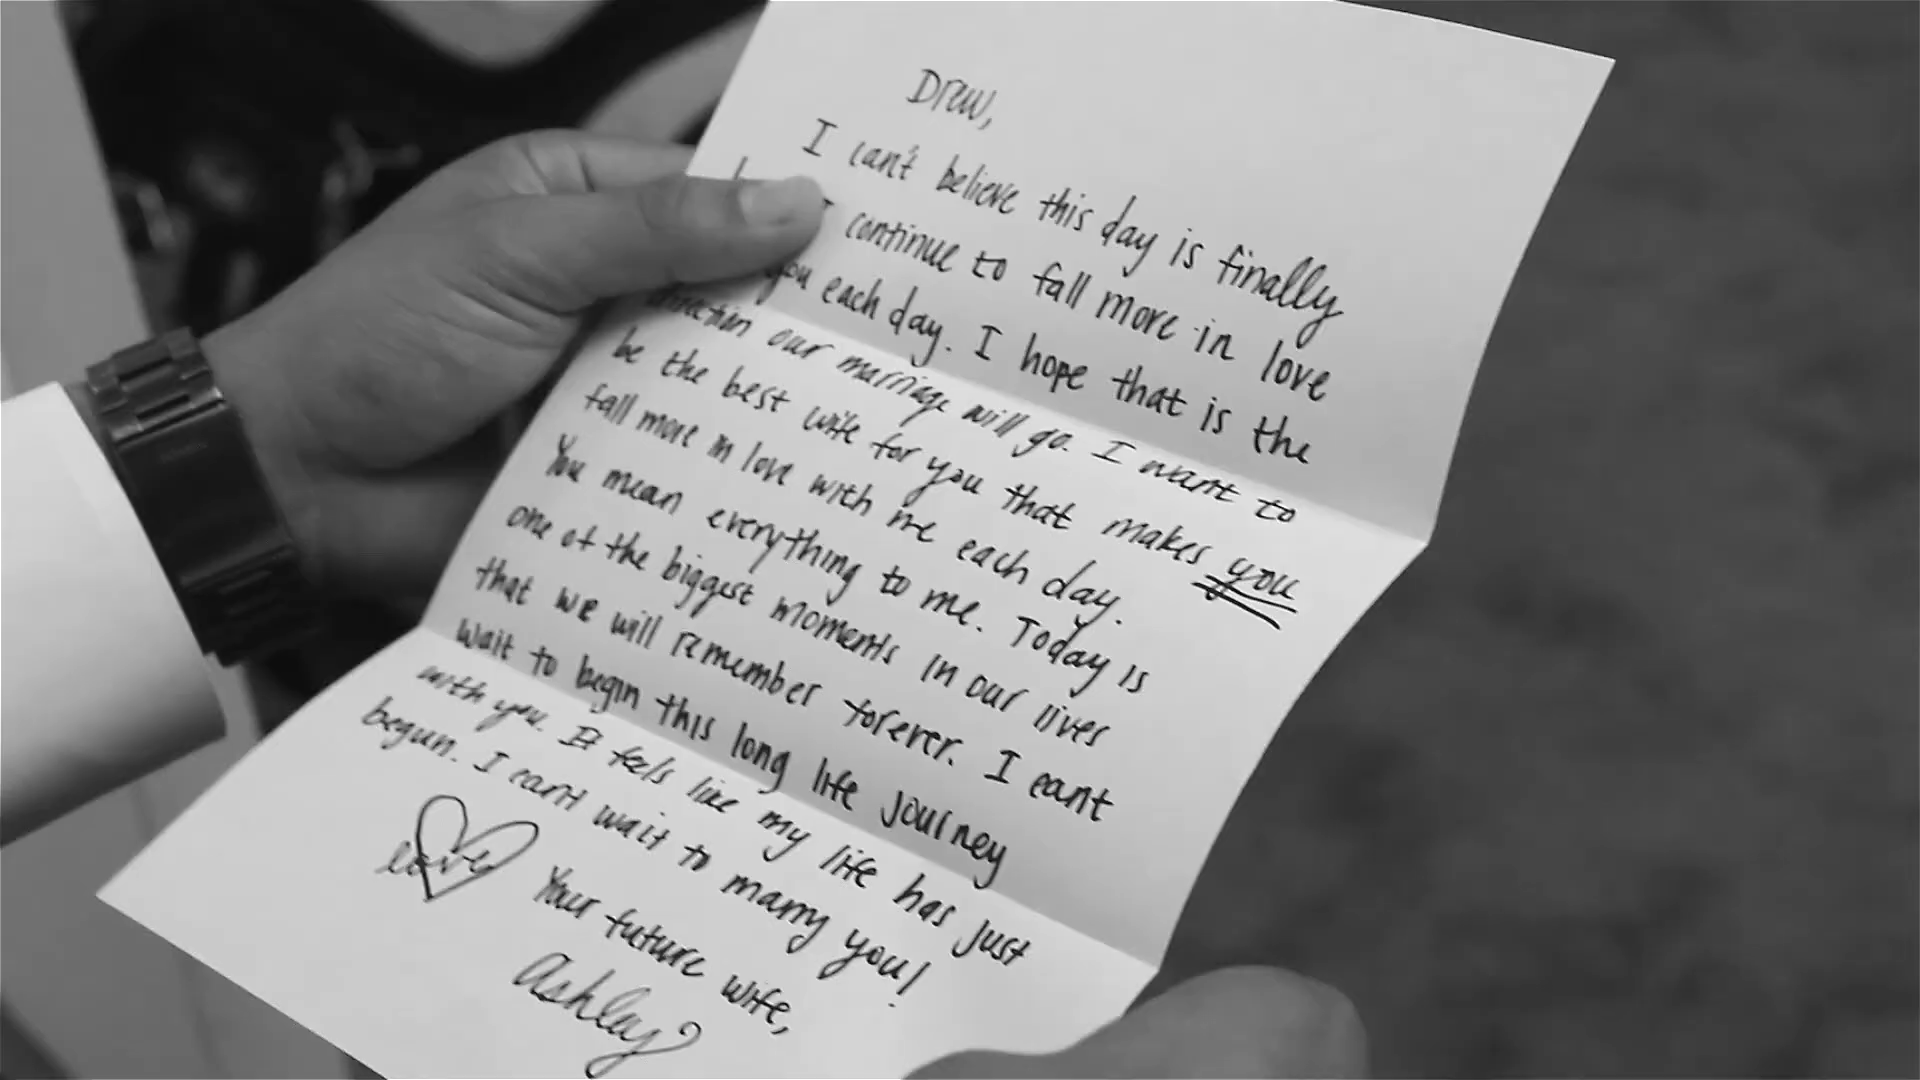 Drew,
I can't believe this day is finally
I continue to fall more in love
you each day. I hope that is the
our marriage will go. I want to
be the best wife for you that makes you
fall more in love with me each day.
You mean everything to me. Today is
one of the biggest moments in our lives
that we will remember forever. I cant
wait to begin this long life journey
with you. It feels like my life has just
begun. I can't wait to marry you!
Love
Your future wife,
Ashley